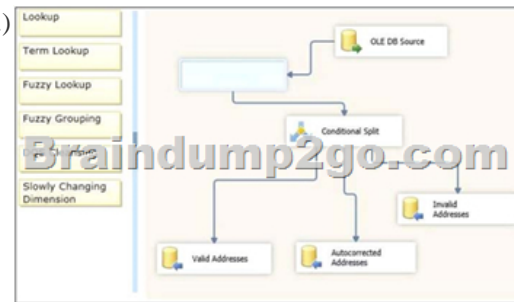 )
Lookup
Term Lookup
Fuzzy Lookup
Fuzzy Grouping
Slowly Changing
Dimension
OLE DB Source
Conditional Split
Valid Addresses
Autocorrected
Addresses
Invalid
Addresses
Braindump2go.com